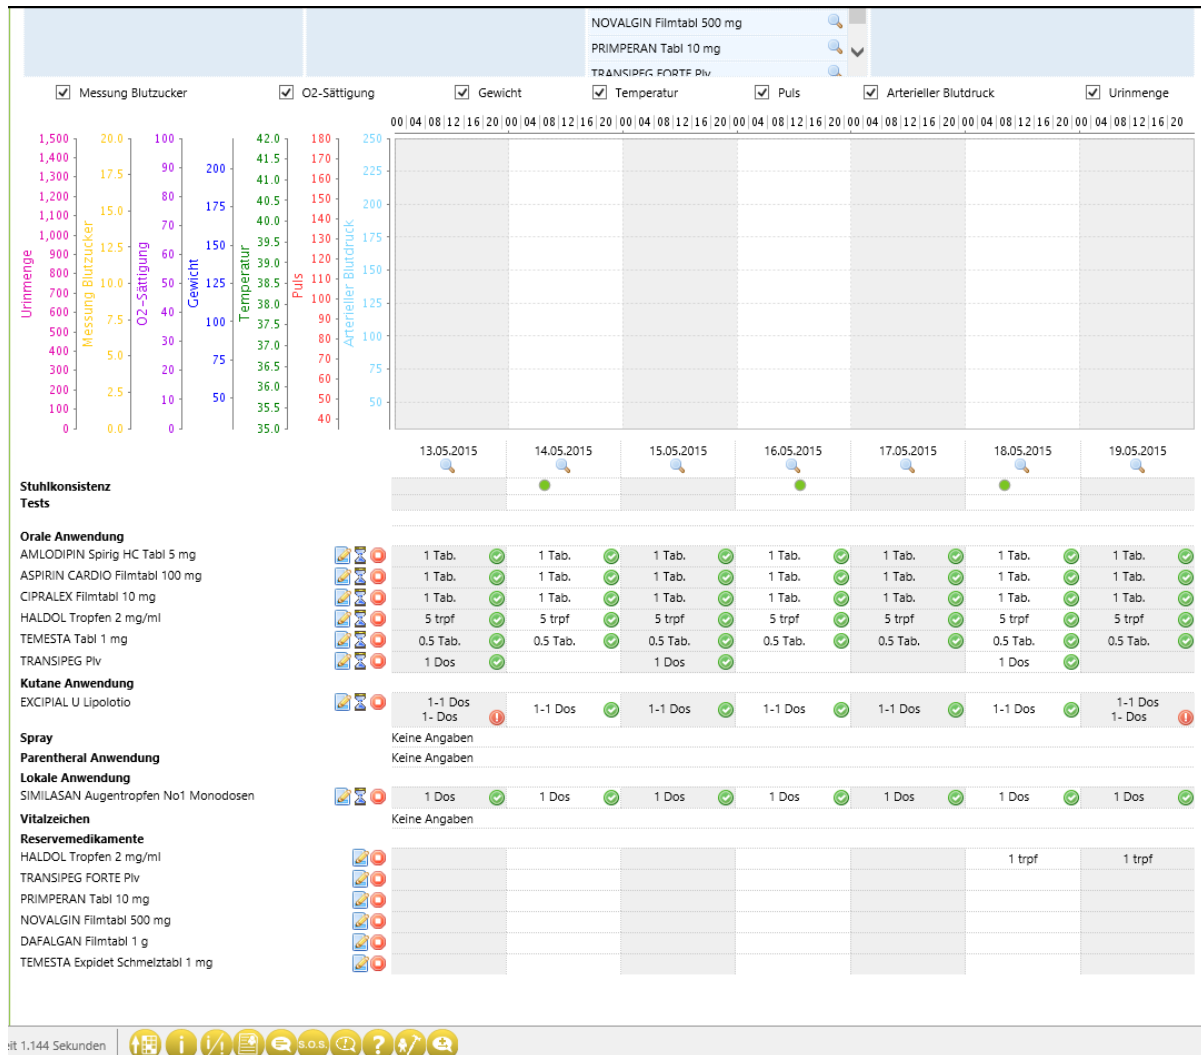 NOVALGIN Filmtabl 500 mg
PRIMPERAN Tabl 10 mg
TRANSIPEG FORTE Plv
Messung Blutzucker O2-Sättigung Gewicht Temperatur Puls Arterieller Blutdruck Urinmenge
00 04 08 12 16 20 00 04 08 12 16 20 00 04 08 12 16 20 00 04 08 12 16 20 00 04 08 12 16 20 00 04 08 12 16 20 00 04 08 12 16 20
Urinmenge
1,500
1,400
1,300
1,200
1,100
1,000
900
800
700
600
500
400
300
200
100
0
Messung Blutzucker
20.0
17.5
15.0
12.5
10.0
7.5
5.0
2.5
0.0
O2-Sättigung
100
90
80
70
60
50
40
30
20
10
0
Gewicht
200
175
150
125
100
75
50
Temperatur
42.0
41.5
41.0
40.5
40.0
39.5
39.0
38.5
38.0
37.5
37.0
36.5
36.0
35.5
35.0
Puls
180
170
160
150
140
130
120
110
100
90
80
70
60
50
40
Arterieller Blutdruck
250
225
200
175
150
125
100
75
50
13.05.2015 14.05.2015 15.05.2015 16.05.2015 17.05.2015 18.05.2015 19.05.2015
Stuhlkonsistenz
Tests
Orale Anwendung
AMLODIPIN Spirig HC Tabl 5 mg 1 Tab. 1 Tab. 1 Tab. 1 Tab. 1 Tab. 1 Tab. 1 Tab.
ASPIRIN CARDIO Filmtabl 100 mg 1 Tab. 1 Tab. 1 Tab. 1 Tab. 1 Tab. 1 Tab. 1 Tab.
CIPRALEX Filmtabl 10 mg 1 Tab. 1 Tab. 1 Tab. 1 Tab. 1 Tab. 1 Tab. 1 Tab.
HALDOL Tropfen 2 mg/ml 5 trpf 5 trpf 5 trpf 5 trpf 5 trpf 5 trpf 5 trpf
TEMESTA Tabl 1 mg 0.5 Tab. 0.5 Tab. 0.5 Tab. 0.5 Tab. 0.5 Tab. 0.5 Tab. 0.5 Tab.
TRANSIPEG Plv 1 Dos 1 Dos 1 Dos
Kutane Anwendung
EXCIPIAL U Lipolotio 1-1 Dos 1-1 Dos 1-1 Dos 1-1 Dos 1-1 Dos 1-1 Dos 1-1 Dos
1- Dos 1- Dos
Spray Keine Angaben
Parentheral Anwendung Keine Angaben
Lokale Anwendung
SIMILASAN Augentropfen No1 Monodosen 1 Dos 1 Dos 1 Dos 1 Dos 1 Dos 1 Dos 1 Dos
Vitalzeichen Keine Angaben
Reservemedikamente
HALDOL Tropfen 2 mg/ml 1 trpf 1 trpf
TRANSIPEG FORTE Plv
PRIMPERAN Tabl 10 mg
NOVALGIN Filmtabl 500 mg
DAFALGAN Filmtabl 1 g
TEMESTA Expidet Schmelztabl 1 mg
eit 1.144 Sekunden i i/! s.o.s. ?